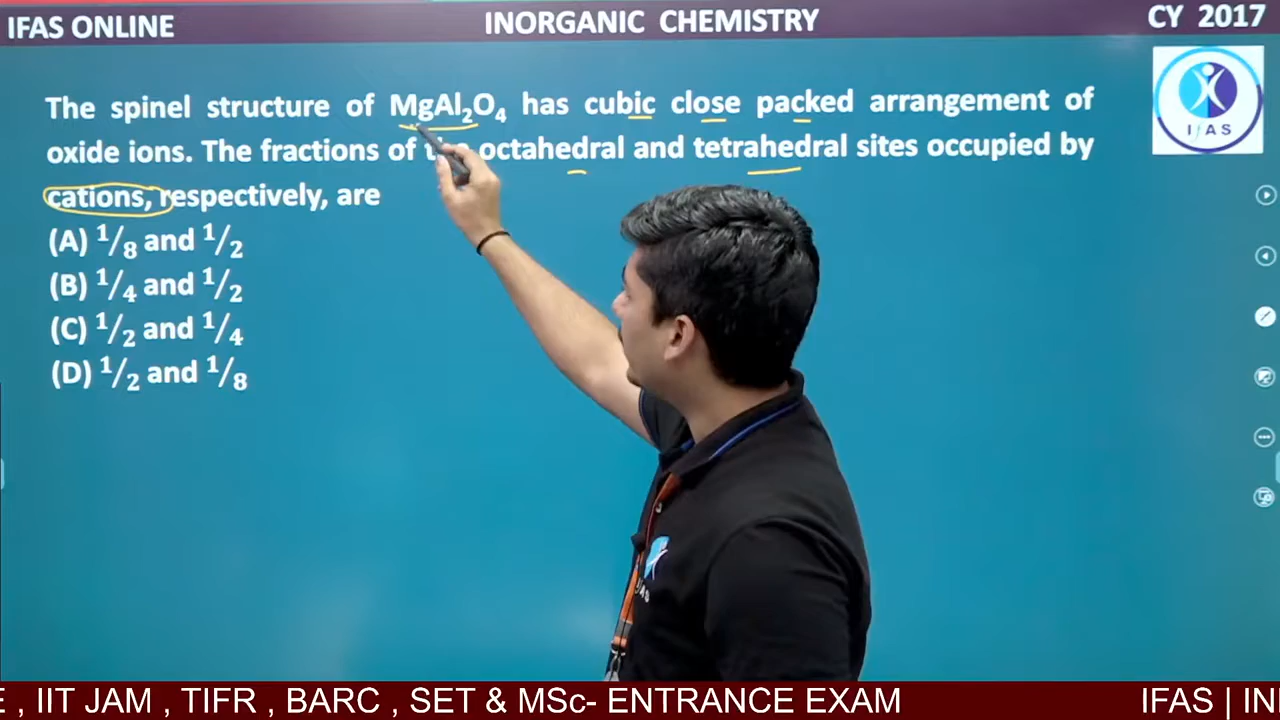 IFAS ONLINE
INORGANIC CHEMISTRY
CY 2017
The spinel structure of MgAl₂O₄ has cubic close packed arrangement of
oxide ions. The fractions of the octahedral and tetrahedral sites occupied by
cations, respectively, are
(A) 1/8 and 1/2
(B) 1/4 and 1/2
(C) 1/2 and 1/4
(D) 1/2 and 1/8
IFAS
E , IIT JAM , TIFR , BARC , SET & MSc- ENTRANCE EXAM IFAS | IN